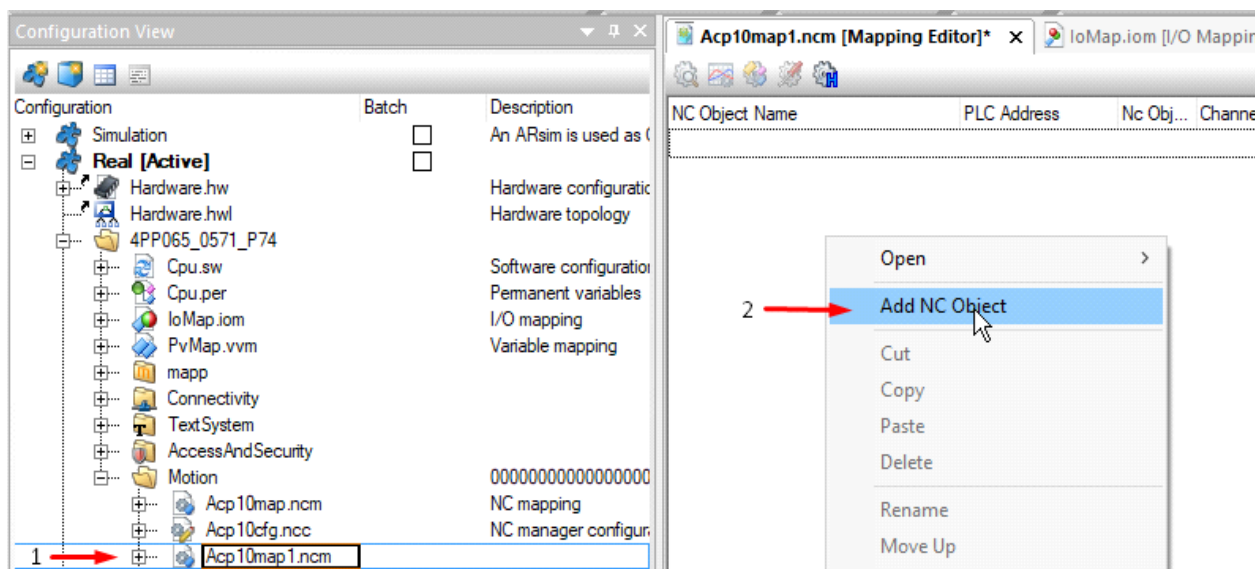 Configuration View
Configuration Batch Description
Simulation An ARsim is used as
Real [Active]
Hardware.hw Hardware configuratio
Hardware.hwl Hardware topology
4PP065_0571_P74
Cpu.sw Software configuration
Cpu.per Permanent variables
IoMap.iom I/O mapping
PvMap.vvm Variable mapping
mapp
Connectivity
TextSystem
AccessAndSecurity
Motion 00000000000000000
Acp10map.ncm NC mapping
Acp10cfg.ncc NC manager configura
1 Acp10map1.ncm
Acp10map1.ncm [Mapping Editor]* X IoMap.iom [I/O Mappin
NC Object Name PLC Address Nc Obj... Channe
Open >
2 Add NC Object
Cut
Copy
Paste
Delete
Rename
Move Up